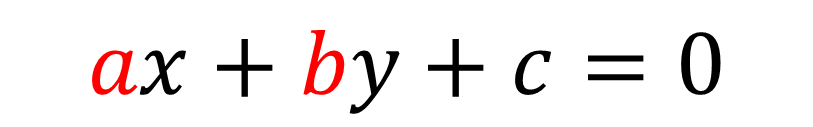 ax + by + c = 0